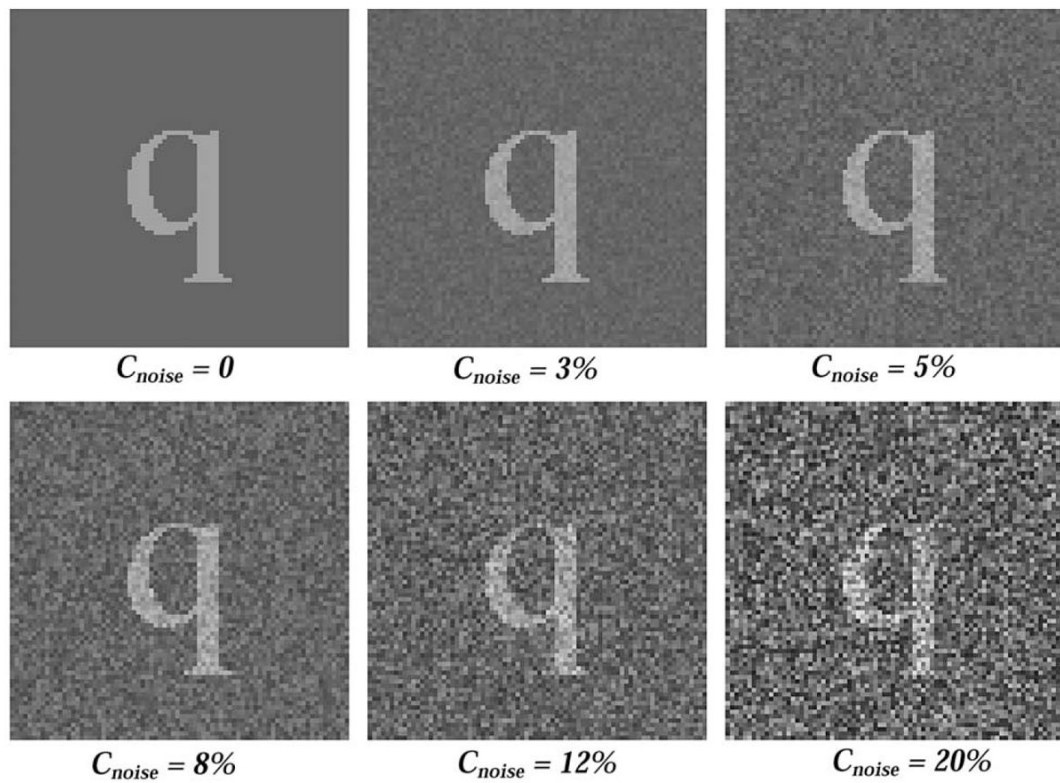 q q q
C_noise = 0 C_noise = 3% C_noise = 5%
q q q
C_noise = 8% C_noise = 12% C_noise = 20%